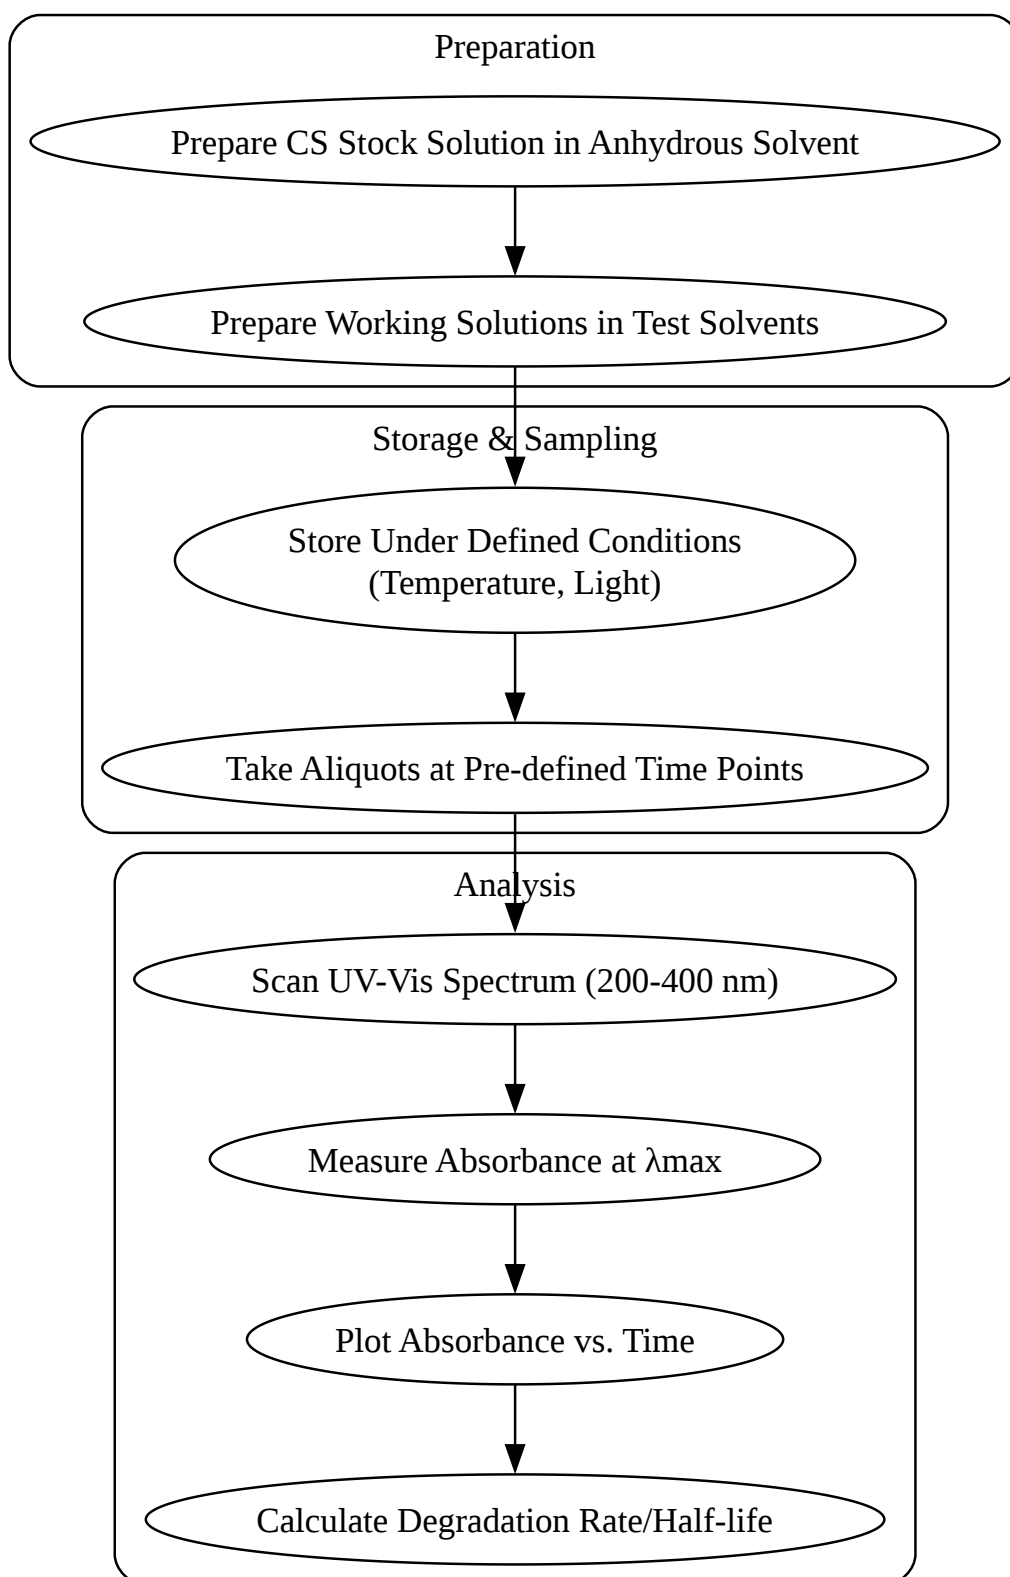 Preparation
Prepare CS Stock Solution in Anhydrous Solvent
Prepare Working Solutions in Test Solvents
Storage & Sampling
Store Under Defined Conditions
(Temperature, Light)
Take Aliquots at Pre-defined Time Points
Analysis
Scan UV-Vis Spectrum (200-400 nm)
Measure Absorbance at λmax
Plot Absorbance vs. Time
Calculate Degradation Rate/Half-life